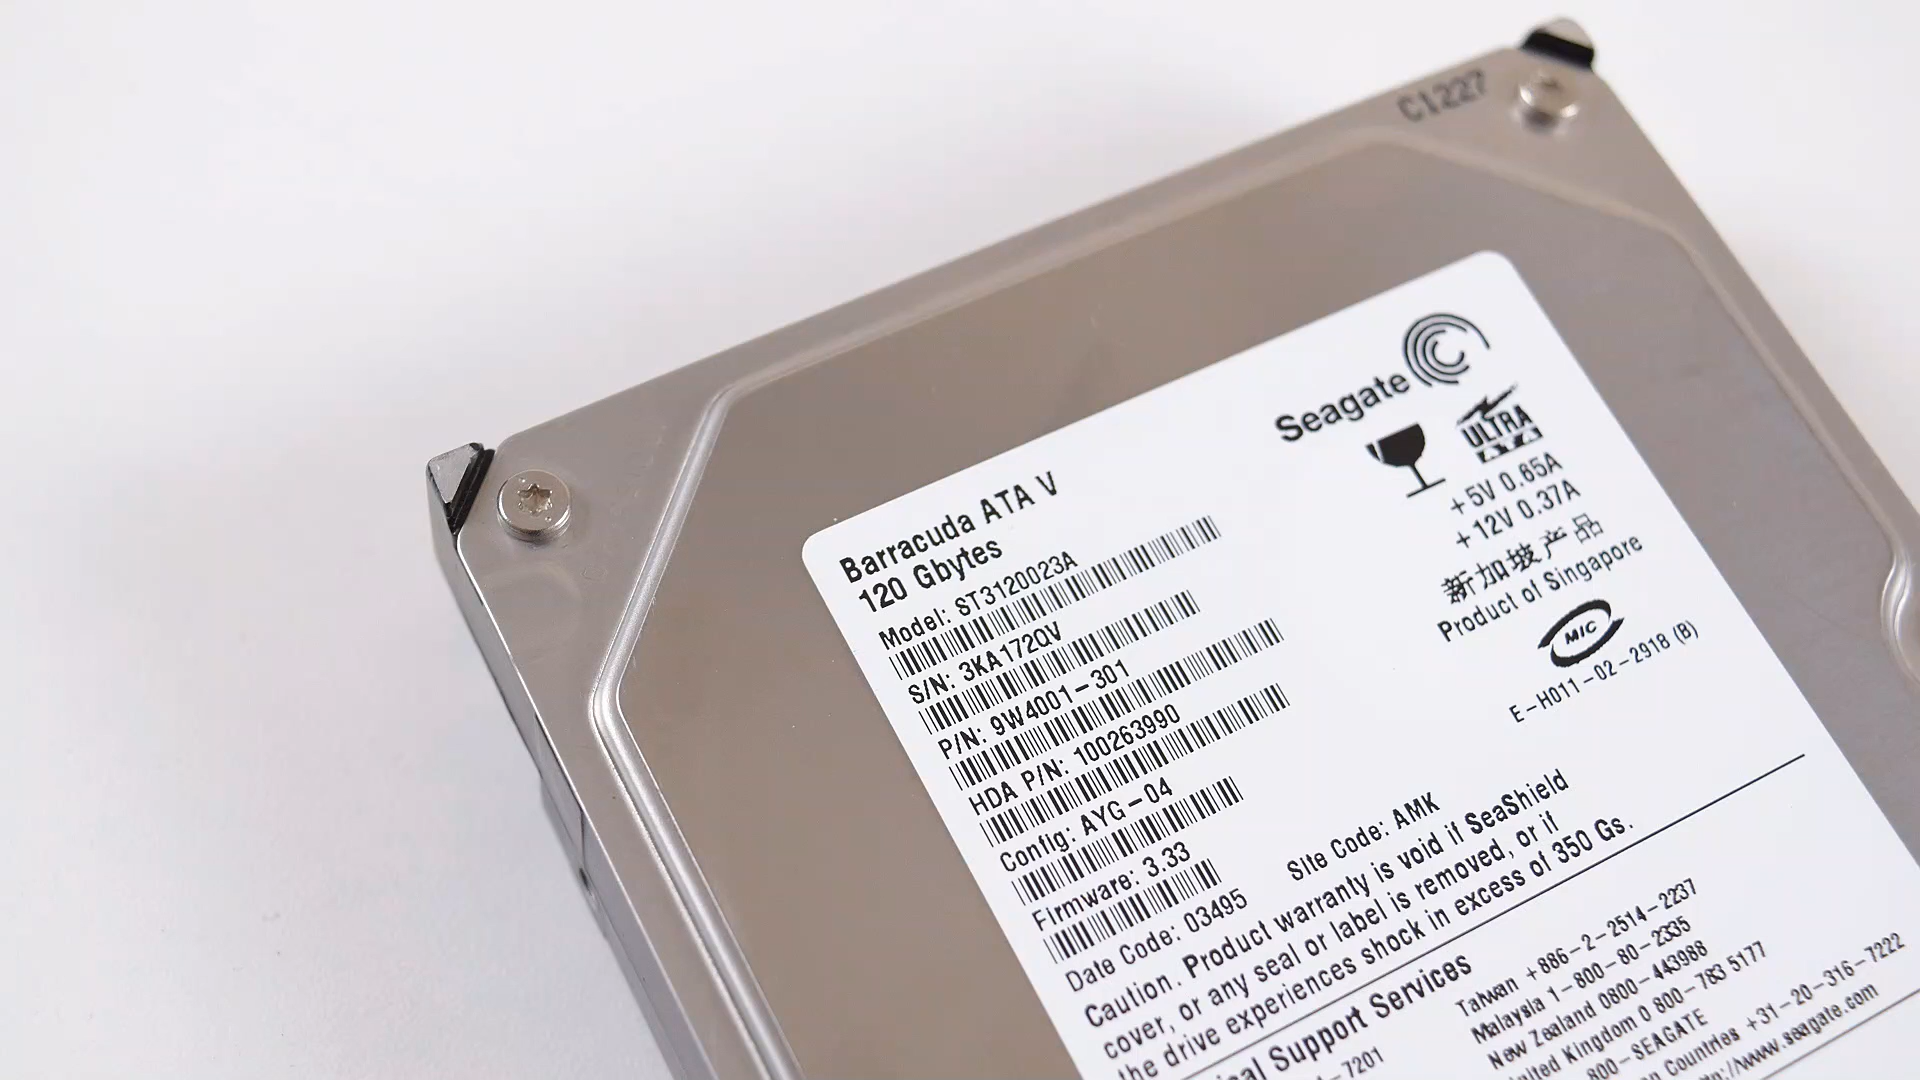 C1227
Seagate
ULTRA
ATA
+5V 0.65A
+12V 0.37A
新加坡产品
Product of Singapore
MIC
E-H011-02-2918 (B)
Barracuda ATA V
120 Gbytes
Model: ST3120023A
S/N: 3KA172QV
P/N: 9W4001-301
HDA P/N: 100263990
Config: AYG-04
Firmware: 3.33
Date Code: 03495
Site Code: AMK
Caution. Product warranty is void if SeaShield
cover, or any seal or label is removed, or if
the drive experiences shock in excess of 350 Gs.
Support Services
-7201
Taiwan +886-2-2514-2237
Malaysia 1-800-80-2335
New Zealand 0800-443988
Kingdom 0 800-783 5177
800-SEAGATE
Countries +31-20-316-7222
www.seagate.com